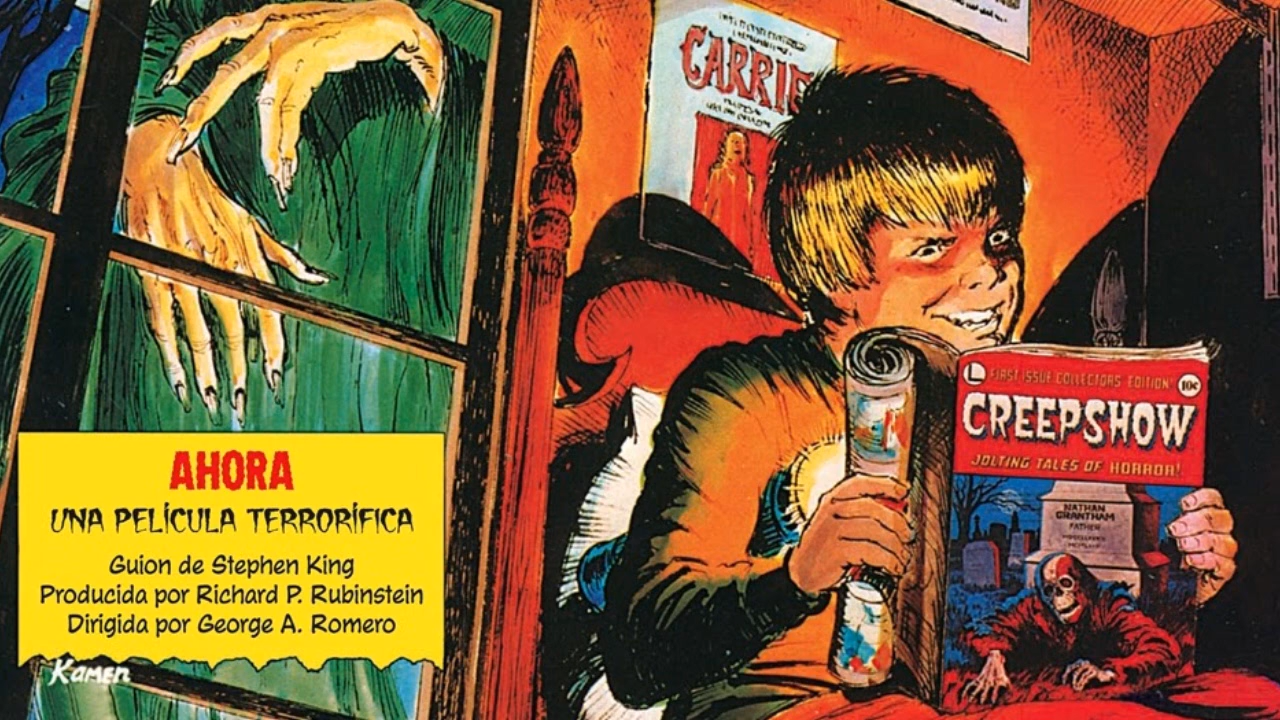 AHORA
UNA PELÍCULA TERRORÍFICA
Guion de Stephen King
Producida por Richard P. Rubinstein
Dirigida por George A. Romero
Kamen
CARRIE
FIRST ISSUE COLLECTORS EDITION!
10¢
CREEPSHOW
JOLTING TALES OF HORROR!
NATHAN
GRANTHAM
FATHER